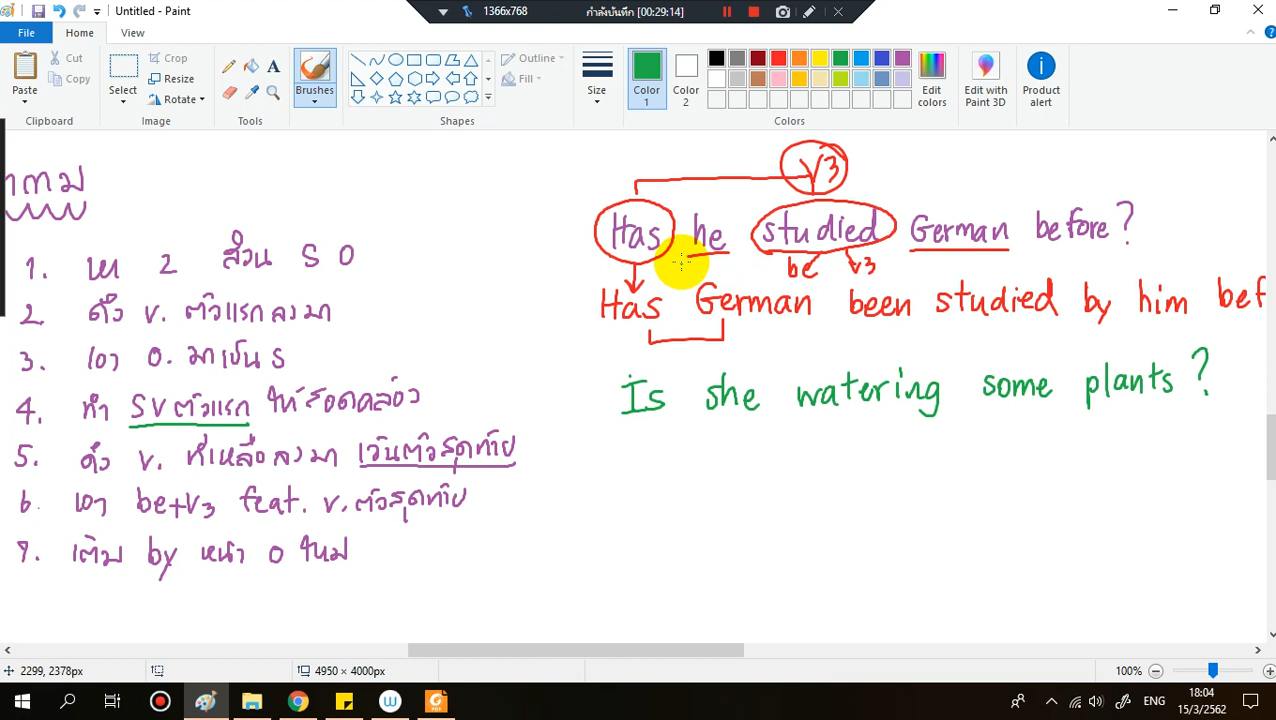 Untitled - Paint
1366x768
กำลังบันทึก [00:29:14]
File
Home
View
Paste
Cut
Copy
Clipboard
Select
Crop
Resize
Rotate
Image
Tools
Brushes
Shapes
Outline
Fill
Size
Color 1
Color 2
Edit colors
Colors
Edit with Paint 3D
Product alert
V3
Has he studied German before?
be v3
Has German been studied by him bef
Is she watering some plants?
1. หา 2 ส่วน S O
2. ดึง v. ตัวแรกลงมา
3. เอา O. มาเป็น S
4. ทำ SV ตัวแรก ให้สอดคล้อง
5. ดึง v. ที่เหลือลงมา เว้นตัวสุดท้าย
6. เอา be+V3 feat. v. ตัวสุดท้าย
7. เติม by หน้า O ใหม่
2299, 2378px
4950 × 4000px
100%
ENG
18:04
15/3/2562